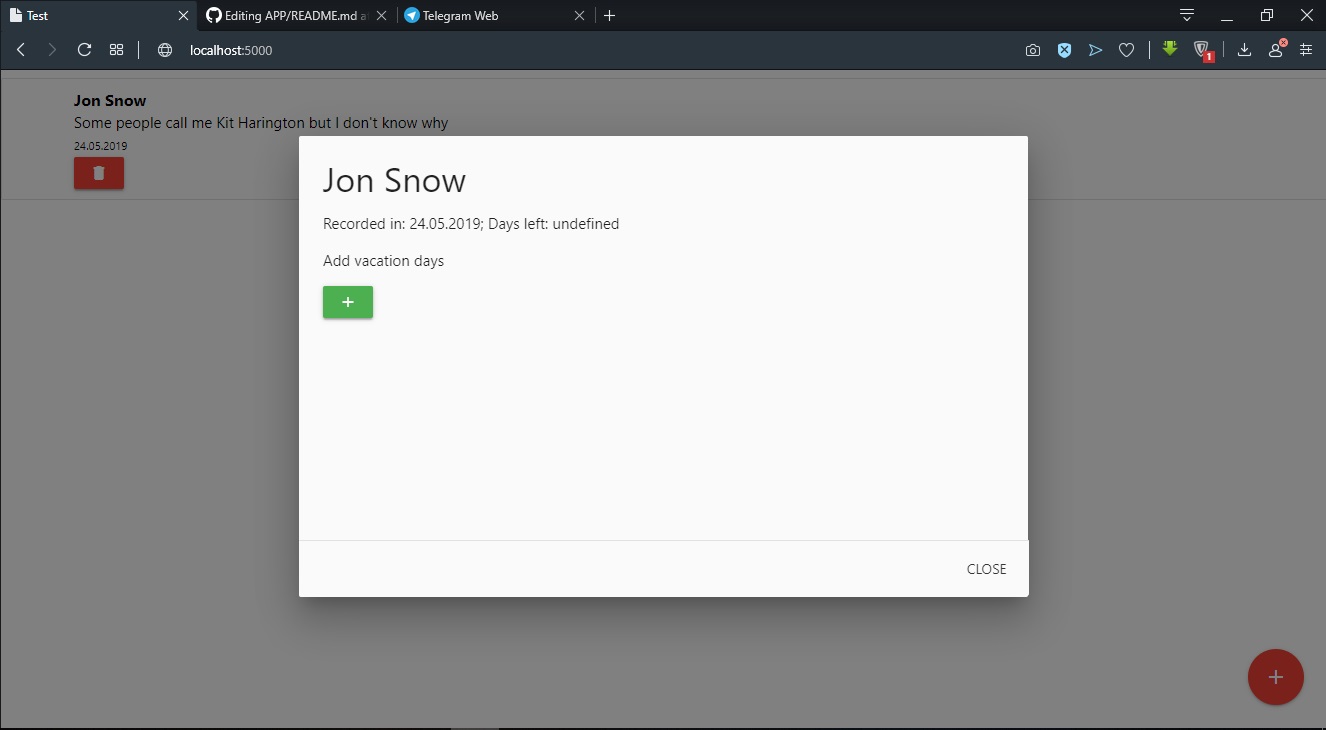 Test
Editing APP/README.md a
Telegram Web
localhost:5000
1
Jon Snow
Some people call me Kit Harington but I don't know why
24.05.2019
Jon Snow
Recorded in: 24.05.2019; Days left: undefined
Add vacation days
+
CLOSE
+